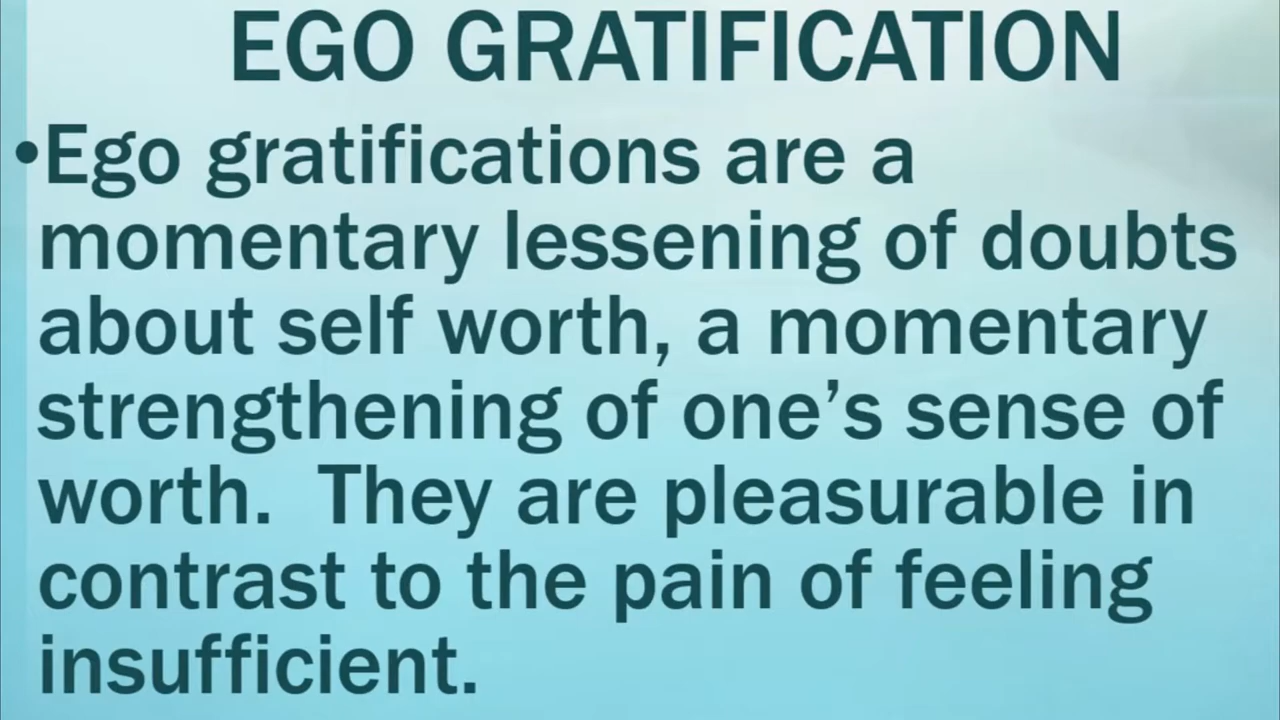 EGO GRATIFICATION
•Ego gratifications are a
momentary lessening of doubts
about self worth, a momentary
strengthening of one’s sense of
worth.  They are pleasurable in
contrast to the pain of feeling
insufficient.